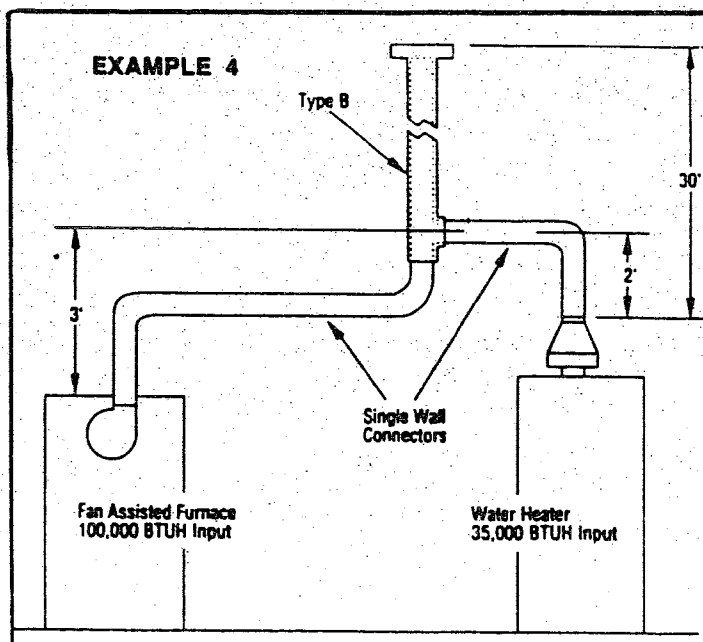 EXAMPLE 4
Type B
30'
2'
3'
Single Wall
Connectors
Fan Assisted Furnace
100,000 BTUH Input
Water Heater
35,000 BTUH Input